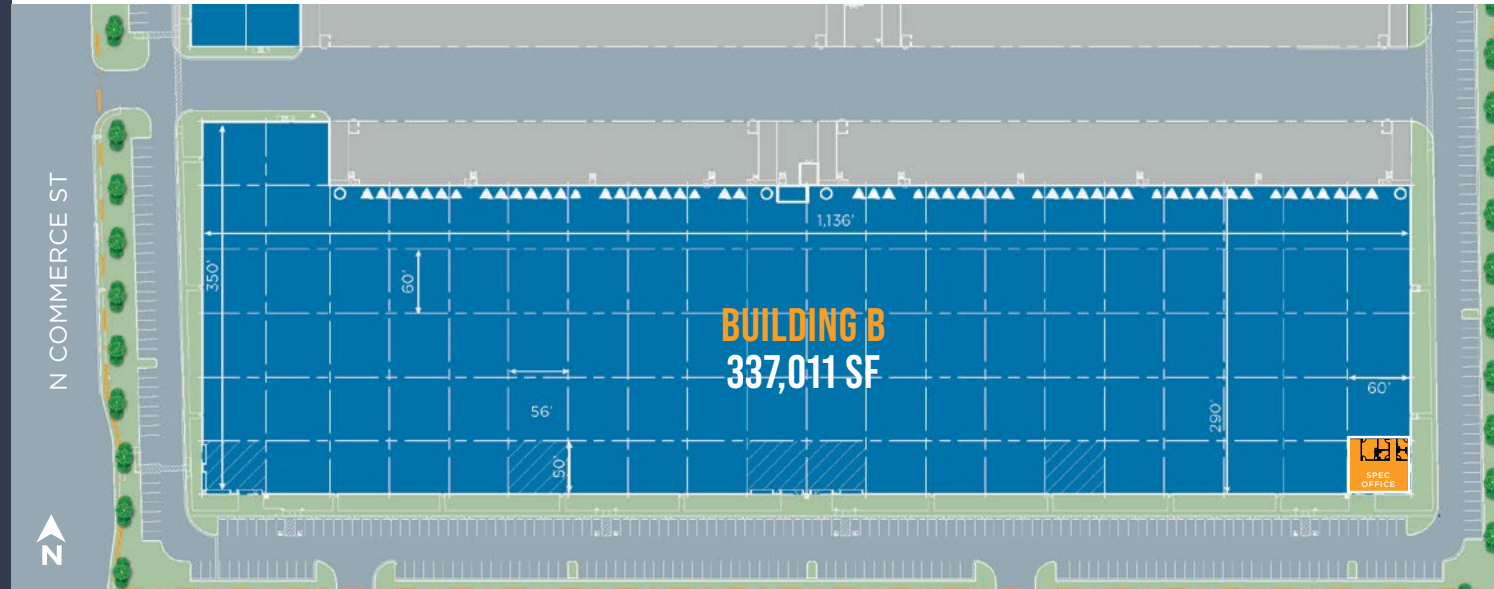 N COMMERCE ST
N
1,136'
350'
60'
BUILDING B
337,011 SF
56'
50'
290'
60'
SPEC
OFFICE